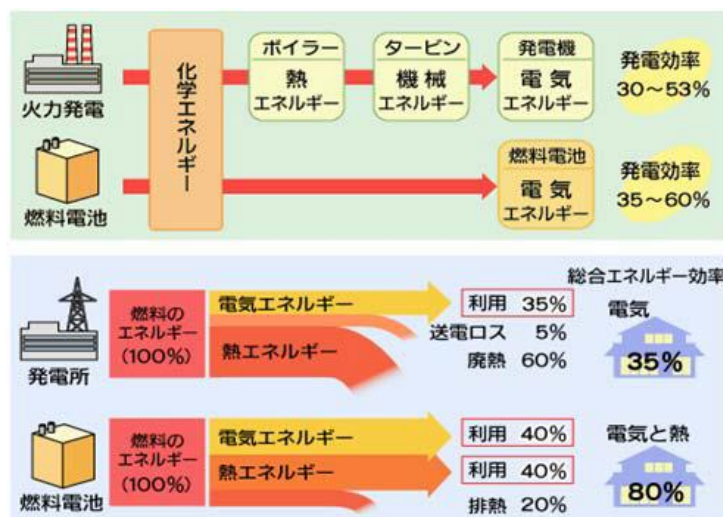 火力発電
化学エネルギー
ボイラー
熱
エネルギー
タービン
機械
エネルギー
発電機
電気
エネルギー
発電効率
30～53%
燃料電池
燃料電池
電気
エネルギー
発電効率
35～60%
総合エネルギー効率
発電所
燃料の
エネルギー
(100%)
電気エネルギー
熱エネルギー
利用 35%
送電ロス 5%
廃熱 60%
電気
35%
燃料電池
燃料の
エネルギー
(100%)
電気エネルギー
熱エネルギー
利用 40%
利用 40%
排熱 20%
電気と熱
80%